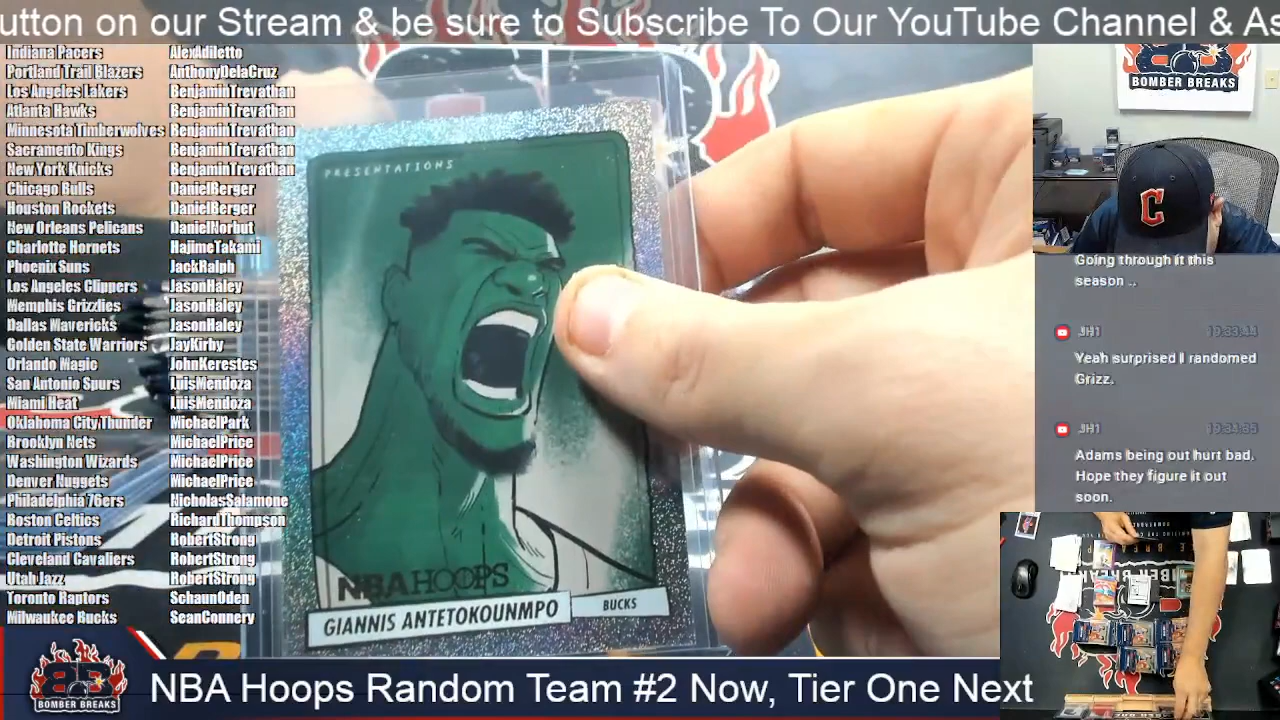 utton on our Stream & be sure to Subscribe To Our YouTube Channel & As
Indiana Pacers AlexAdiletto
Portland Trail Blazers AnthonyDelaCruz
Los Angeles Lakers BenjaminTrevathan
Atlanta Hawks BenjaminTrevathan
Minnesota Timberwolves BenjaminTrevathan
Sacramento Kings BenjaminTrevathan
New York Knicks BenjaminTrevathan
Chicago Bulls DanielBerger
Houston Rockets DanielBerger
New Orleans Pelicans DanielNorbut
Charlotte Hornets HajimeTakami
Phoenix Suns JackRalph
Los Angeles Clippers JasonHaley
Memphis Grizzlies JasonHaley
Dallas Mavericks JasonHaley
Golden State Warriors JayKirby
Orlando Magic JohnKerestes
San Antonio Spurs LuisMendoza
Miami Heat LuisMendoza
Oklahoma City Thunder MichaelPark
Brooklyn Nets MichaelPrice
Washington Wizards MichaelPrice
Denver Nuggets MichaelPrice
Philadelphia 76ers NicholasSalamone
Boston Celtics RichardThompson
Detroit Pistons RobertStrong
Cleveland Cavaliers RobertStrong
Utah Jazz RobertStrong
Toronto Raptors SchaunOden
Milwaukee Bucks SeanConnery
PRESENTATIONS
NBA HOOPS
GIANNIS ANTETOKOUNMPO
BUCKS
BOMBER BREAKS
C
Going through it this
season ..
JH1 19:33:44
Yeah surprised I randomed
Grizz.
JH1 19:34:35
Adams being out hurt bad.
Hope they figure it out
soon.
BOMBER BREAKS
NBA Hoops Random Team #2 Now, Tier One Next